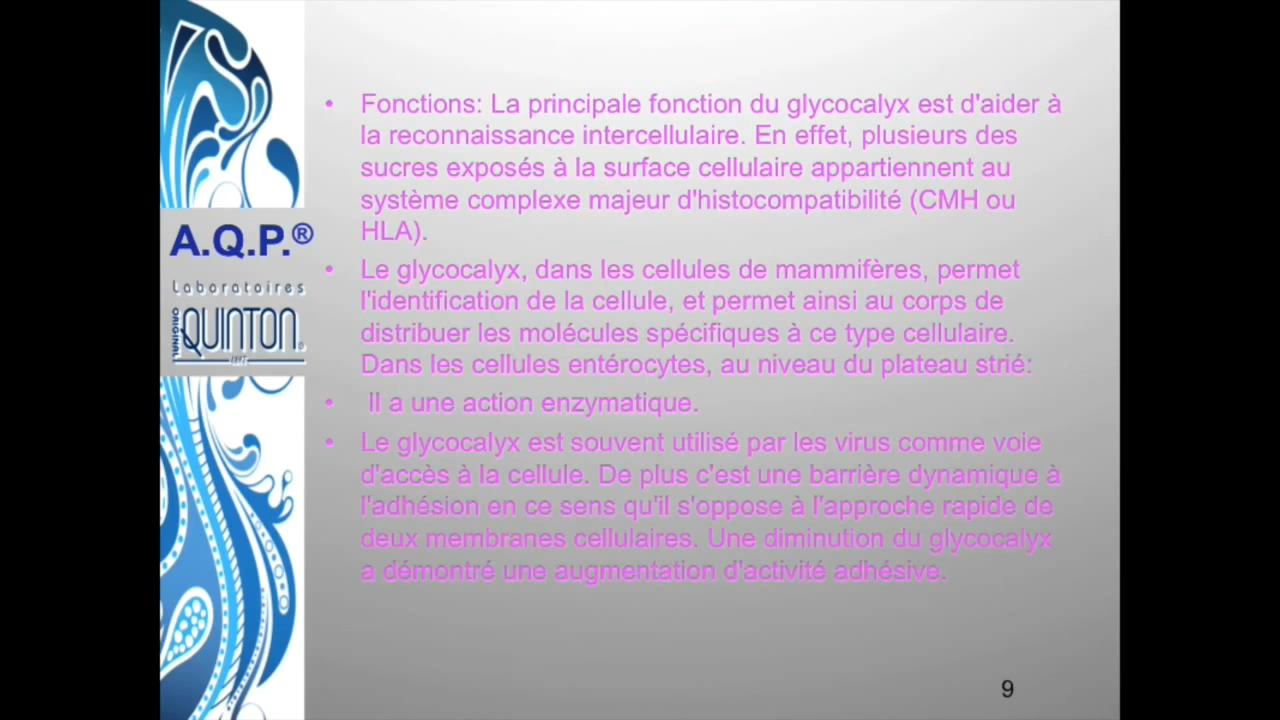 • Fonctions: La principale fonction du glycocalyx est d'aider à
la reconnaissance intercellulaire. En effet, plusieurs des
sucres exposés à la surface cellulaire appartiennent au
système complexe majeur d'histocompatibilité (CMH ou
HLA).
• Le glycocalyx, dans les cellules de mammifères, permet
l'identification de la cellule, et permet ainsi au corps de
distribuer les molécules spécifiques à ce type cellulaire.
Dans les cellules entérocytes, au niveau du plateau strié:
• Il a une action enzymatique.
• Le glycocalyx est souvent utilisé par les virus comme voie
d'accès à la cellule. De plus c'est une barrière dynamique à
l'adhésion en ce sens qu'il s'oppose à l'approche rapide de
deux membranes cellulaires. Une diminution du glycocalyx
a démontré une augmentation d'activité adhésive.
A.Q.P.®
Laboratoires
ORIGINAL
QUINTON
9